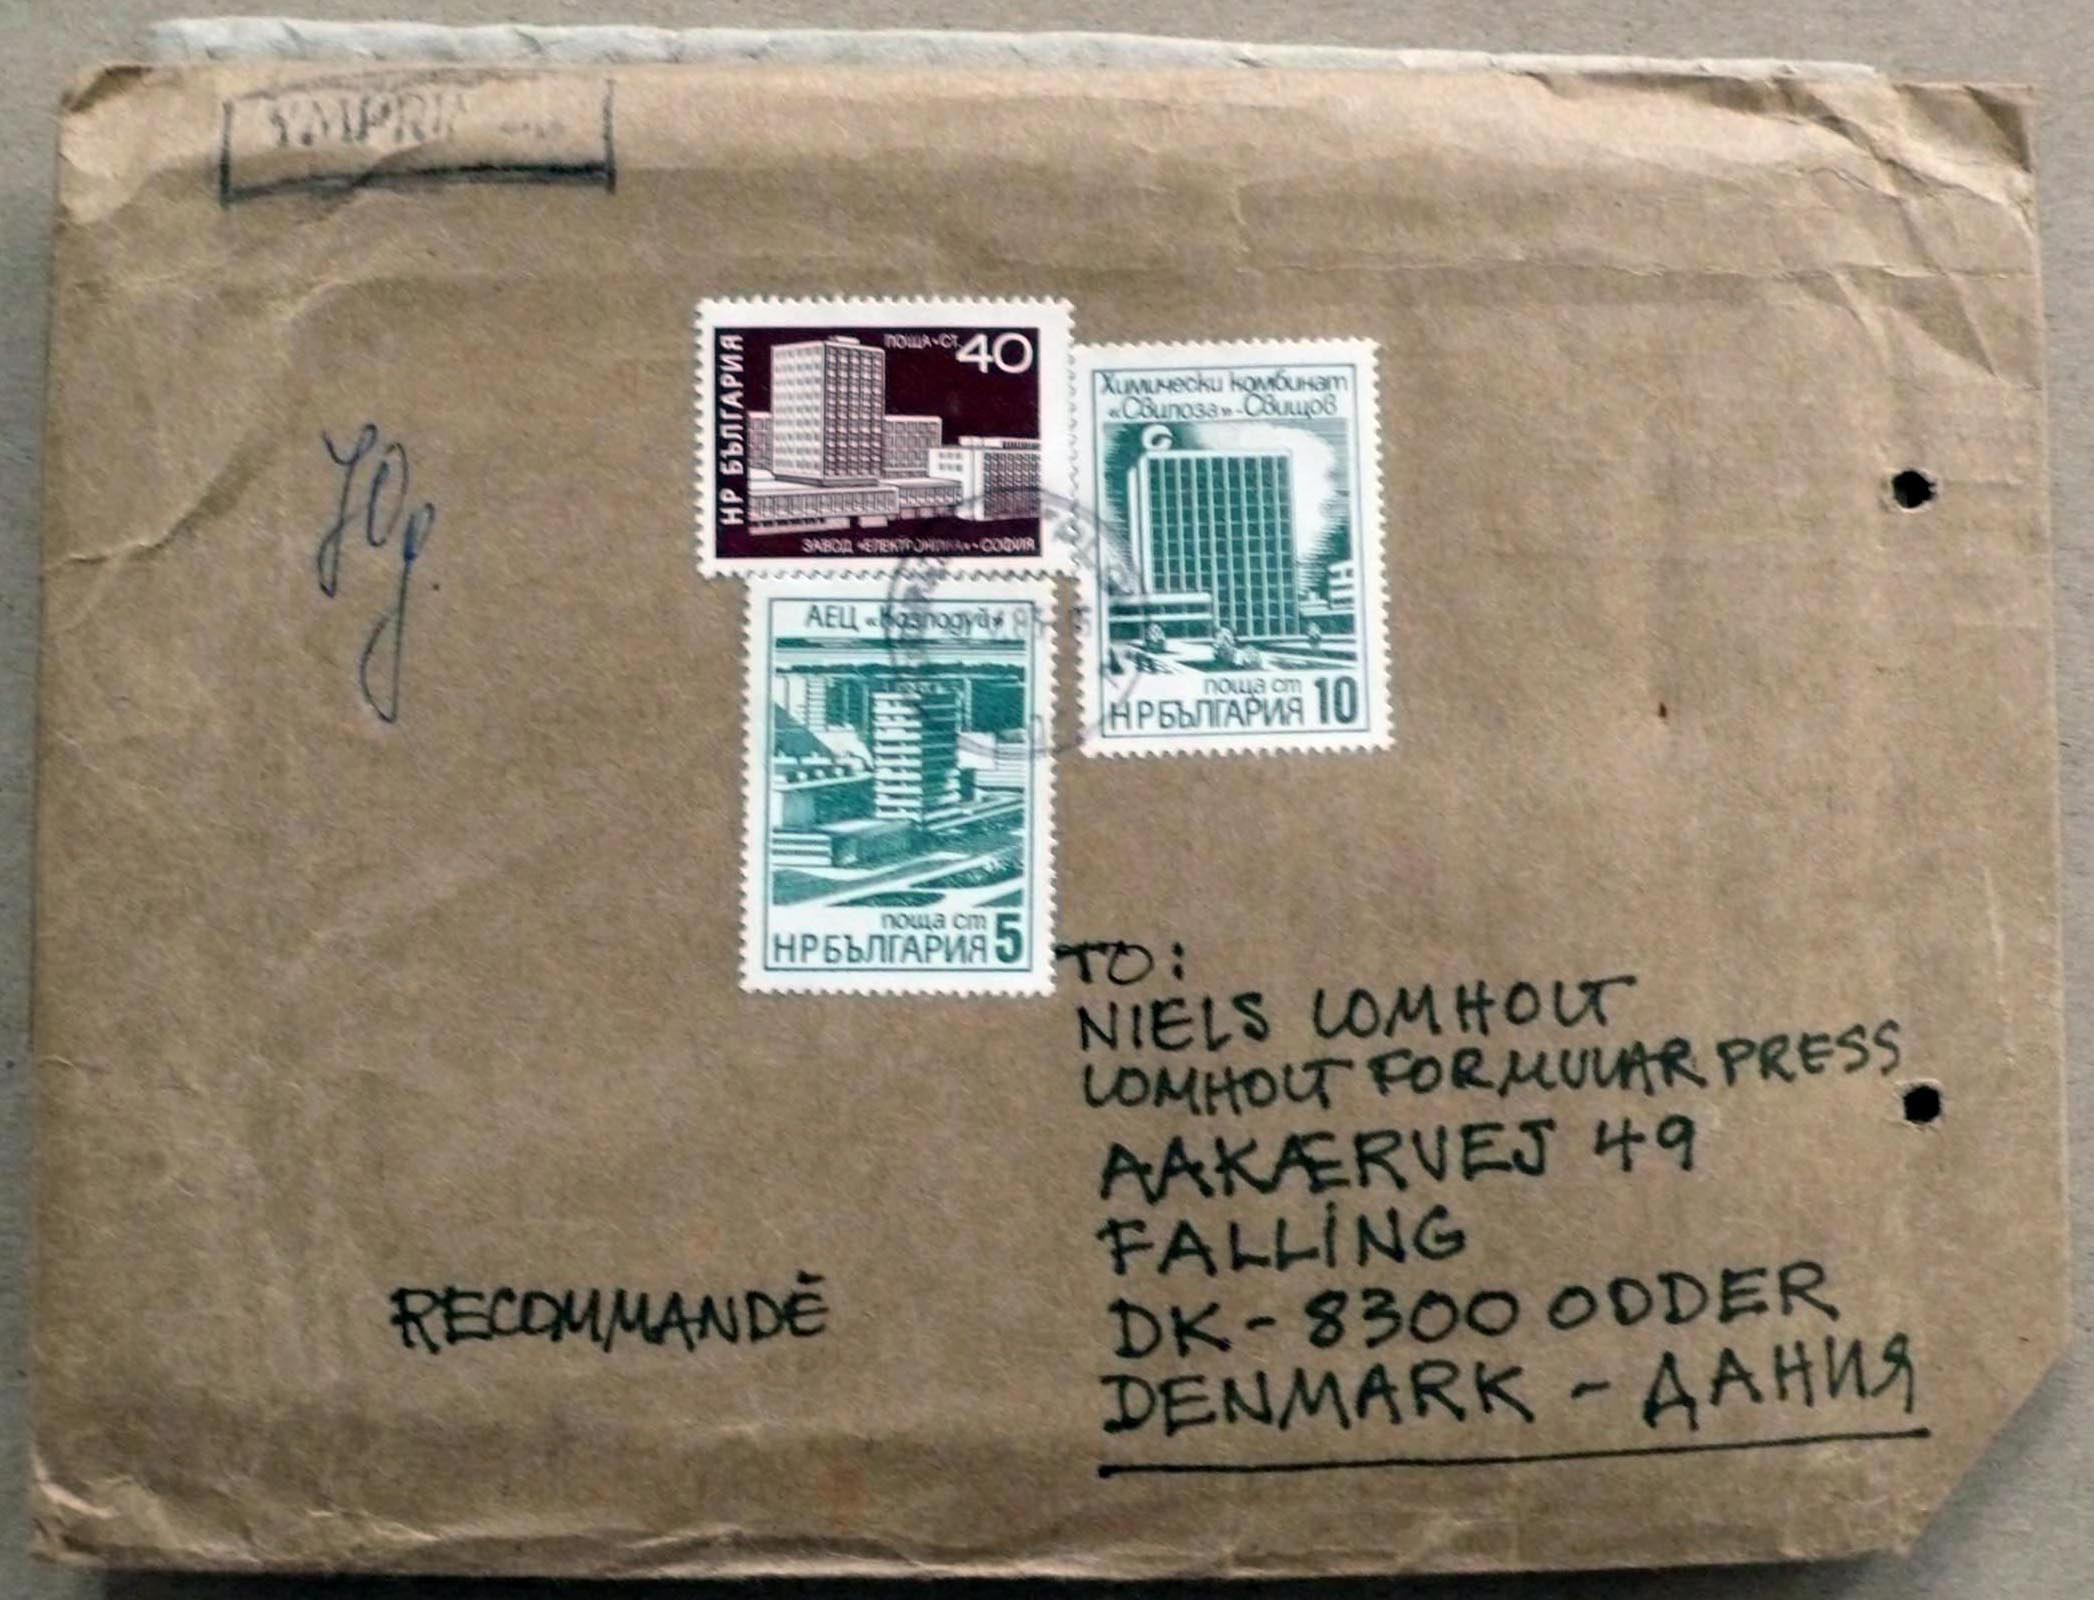 НР БЪЛГАРИЯ
ПОЩА·СТ. 40
ЗАВОД «ЕЛЕКТРОНИКА»·СОФИЯ
Химически комбинат
«Свилоза»-Свищов
поща ст
НРБЪЛГАРИЯ 10
АЕЦ «Козлодуй»
поща ст
НРБЪЛГАРИЯ 5
TO:
NIELS LOMHOLT
LOMHOLT FORMULAR PRESS
AAKÆRVEJ 49
FALLING
DK - 8300 ODDER
DENMARK - ДАНИЯ
RECOMMANDÉ